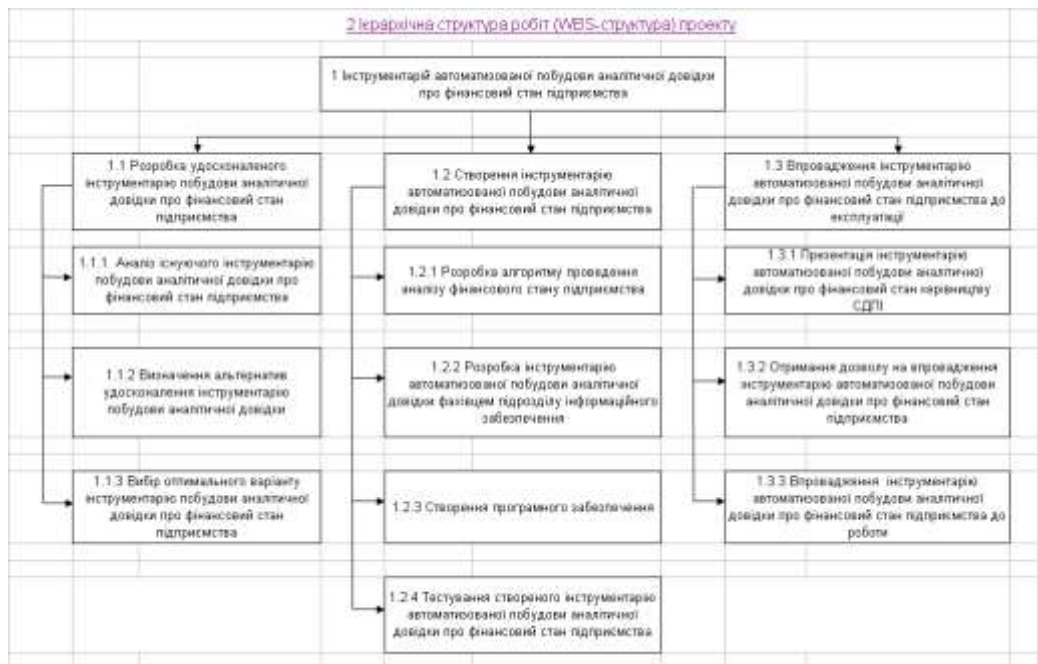 2 Ієрархічна структура робіт (WBS-структура) проекту
1 Інструментарій автоматизованої побудови аналітичної довідки
про фінансовий стан підприємства
1.1 Розробка удосконаленого
інструментарію побудови аналітичної
довідки про фінансовий стан
підприємства
1.1.1 Аналіз існуючого інструментарію
побудови аналітичної довідки про
фінансовий стан підприємства
1.1.2 Визначення альтернатив
удосконалення інструментарію
побудови аналітичної довідки
1.1.3 Вибір оптимального варіанту
інструментарію побудови аналітичної
довідки про фінансовий стан
підприємства
1.2 Створення інструментарію
автоматизованої побудови аналітичної
довідки про фінансовий стан
підприємства
1.2.1 Розробка алгоритму проведення
аналізу фінансового стану підприємства
1.2.2 Розробка інструментарію
автоматизованої побудови аналітичної
довідки фахівцем підрозділу інформаційного
забезпечення
1.2.3 Створення програмного забезпечення
1.2.4 Тестування створеного інструментарію
автоматизованої побудови аналітичної
довідки про фінансовий стан підприємства
1.3 Впровадження інструментарію
автоматизованої побудови аналітичної
довідки про фінансовий стан підприємства до
експлуатації
1.3.1 Презентація інструментарію
автоматизованої побудови аналітичної
довідки про фінансовий стан керівництву
СДПІ
1.3.2 Отримання дозволу на впровадження
інструментарію автоматизованої побудови
аналітичної довідки про фінансовий стан
підприємства
1.3.3 Впровадження інструментарію
автоматизованої побудови аналітичної
довідки про фінансовий стан підприємства до
роботи